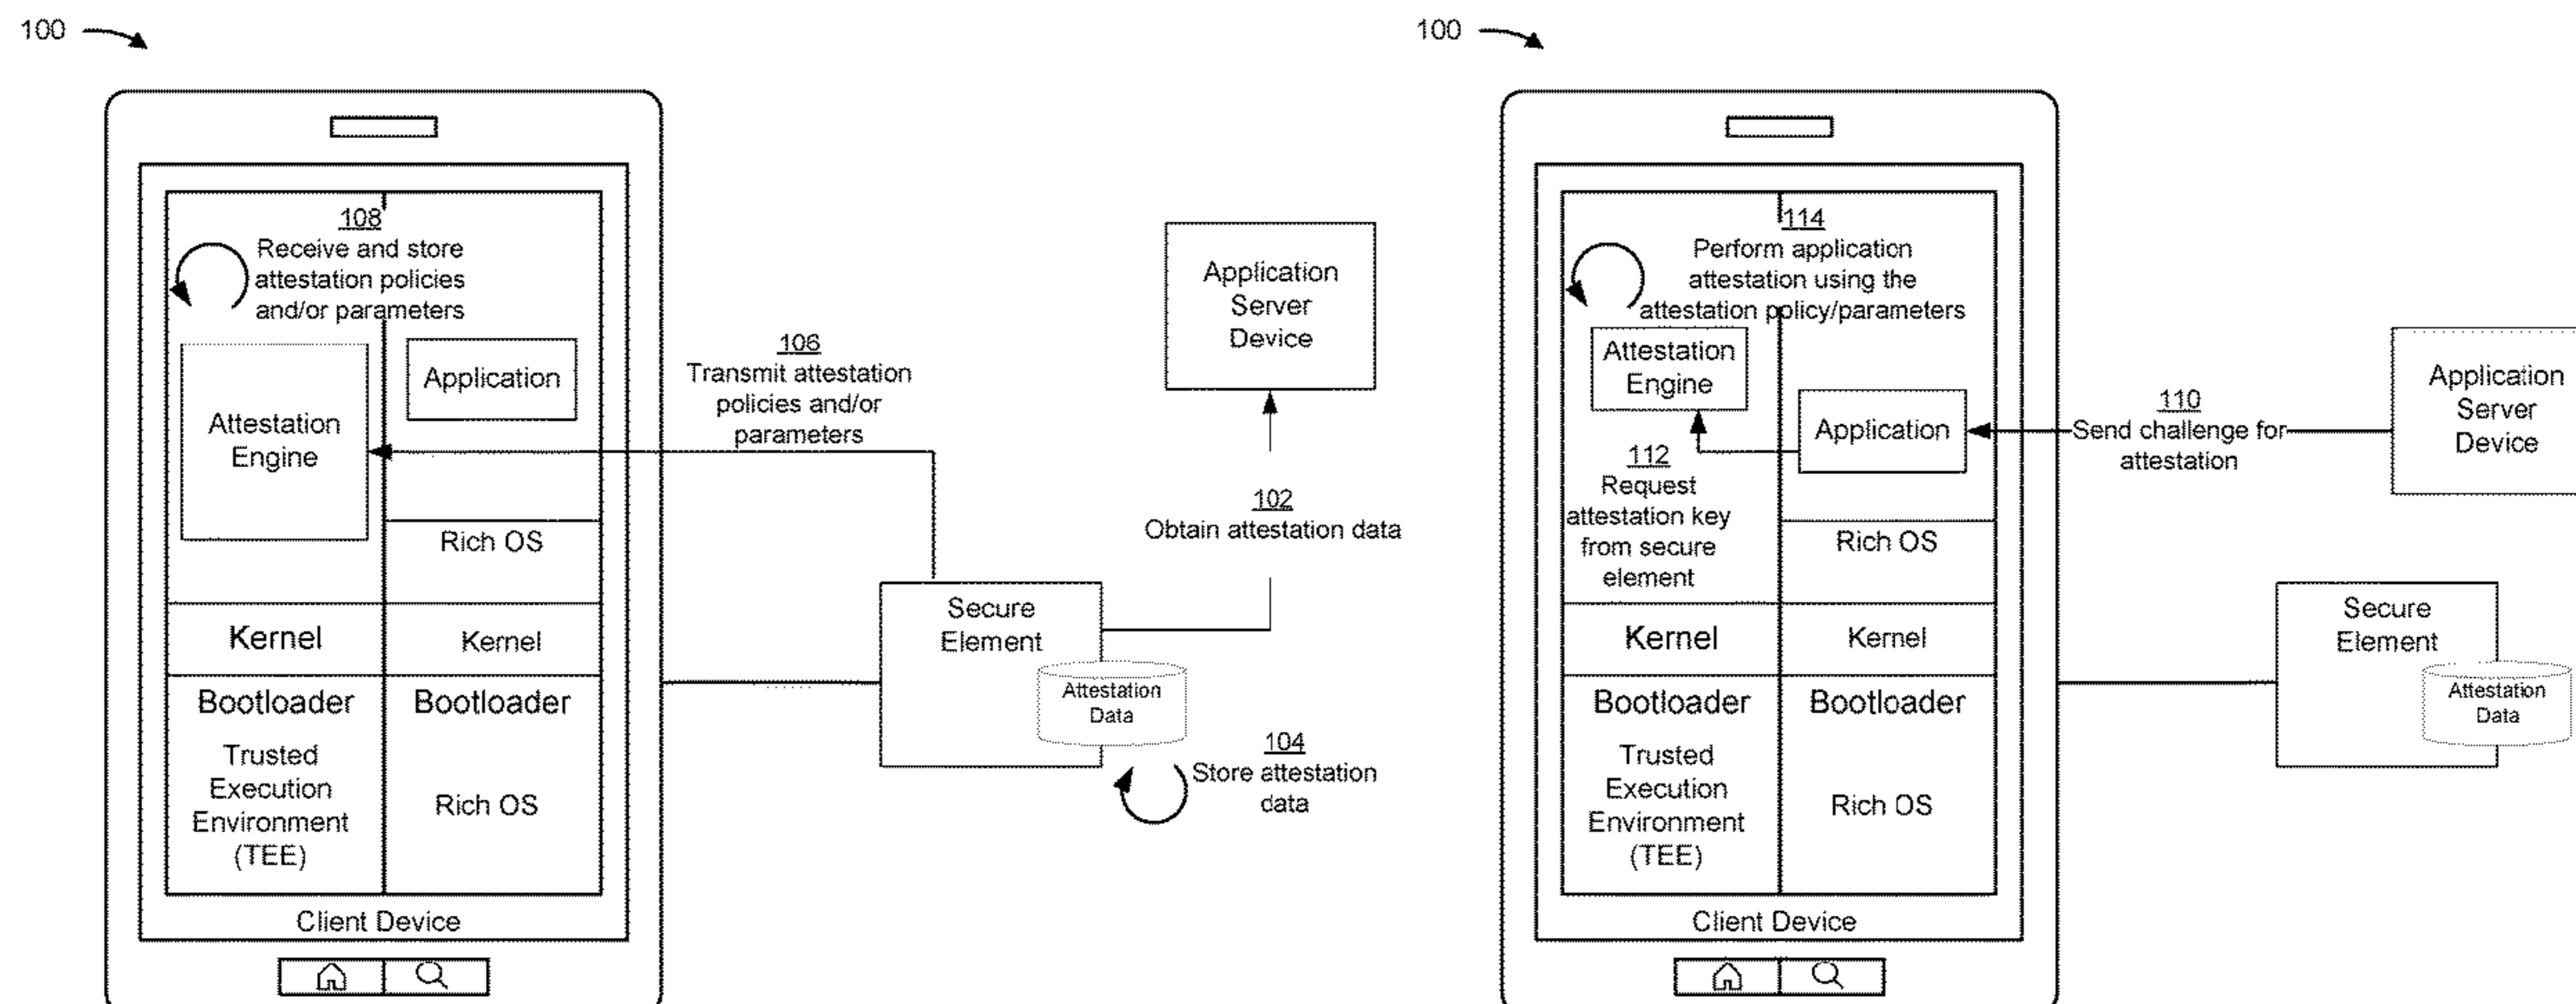 100
108
Receive and store
attestation policies
and/or parameters
Attestation
Engine
Application
Rich OS
Kernel
Kernel
Bootloader
Bootloader
Trusted
Execution
Environment
(TEE)
Rich OS
Client Device
106
Transmit attestation
policies and/or
parameters
Application
Server
Device
102
Obtain attestation data
Secure
Element
Attestation
Data
104
Store attestation
data
100
114
Perform application
attestation using the
attestation policy/parameters
Attestation
Engine
Application
112
Request
attestation key
from secure
element
Rich OS
Kernel
Kernel
Bootloader
Bootloader
Trusted
Execution
Environment
(TEE)
Rich OS
Client Device
110
Send challenge for
attestation
Application
Server
Device
Secure
Element
Attestation
Data